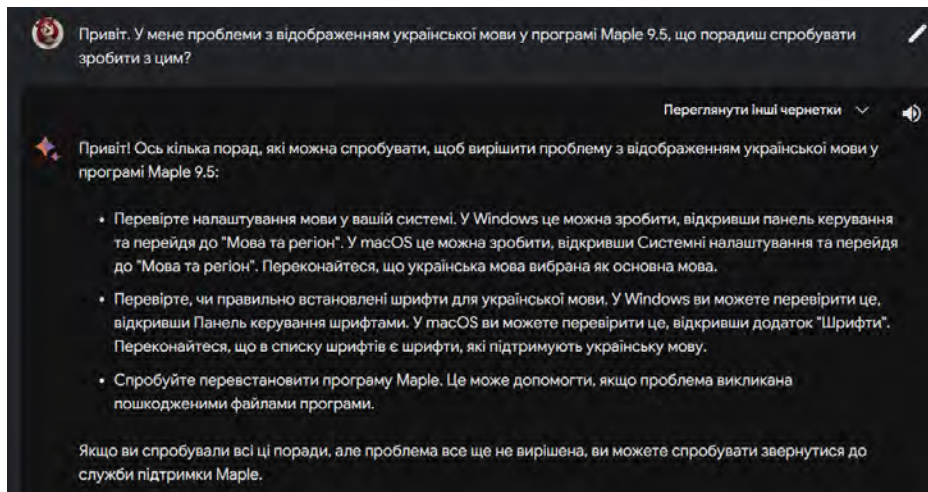 Привіт. У мене проблеми з відображенням української мови у програмі Maple 9.5, що порадиш спробувати
зробити з цим?
Переглянути інші чернетки
Привіт! Ось кілька порад, які можна спробувати, щоб вирішити проблему з відображенням української мови у
програмі Maple 9.5:
• Перевірте налаштування мови у вашій системі. У Windows це можна зробити, відкривши панель керування
та перейдя до "Мова та регіон". У macOS це можна зробити, відкривши Системні налаштування та перейдя
до "Мова та регіон". Переконайтеся, що українська мова вибрана як основна мова.
• Перевірте, чи правильно встановлені шрифти для української мови. У Windows ви можете перевірити це,
відкривши Панель керування шрифтами. У macOS ви можете перевірити це, відкривши додаток "Шрифти".
Переконайтеся, що в списку шрифтів є шрифти, які підтримують українську мову.
• Спробуйте перевстановити програму Maple. Це може допомогти, якщо проблема викликана
пошкодженими файлами програми.
Якщо ви спробували всі ці поради, але проблема все ще не вирішена, ви можете спробувати звернутися до
служби підтримки Maple.